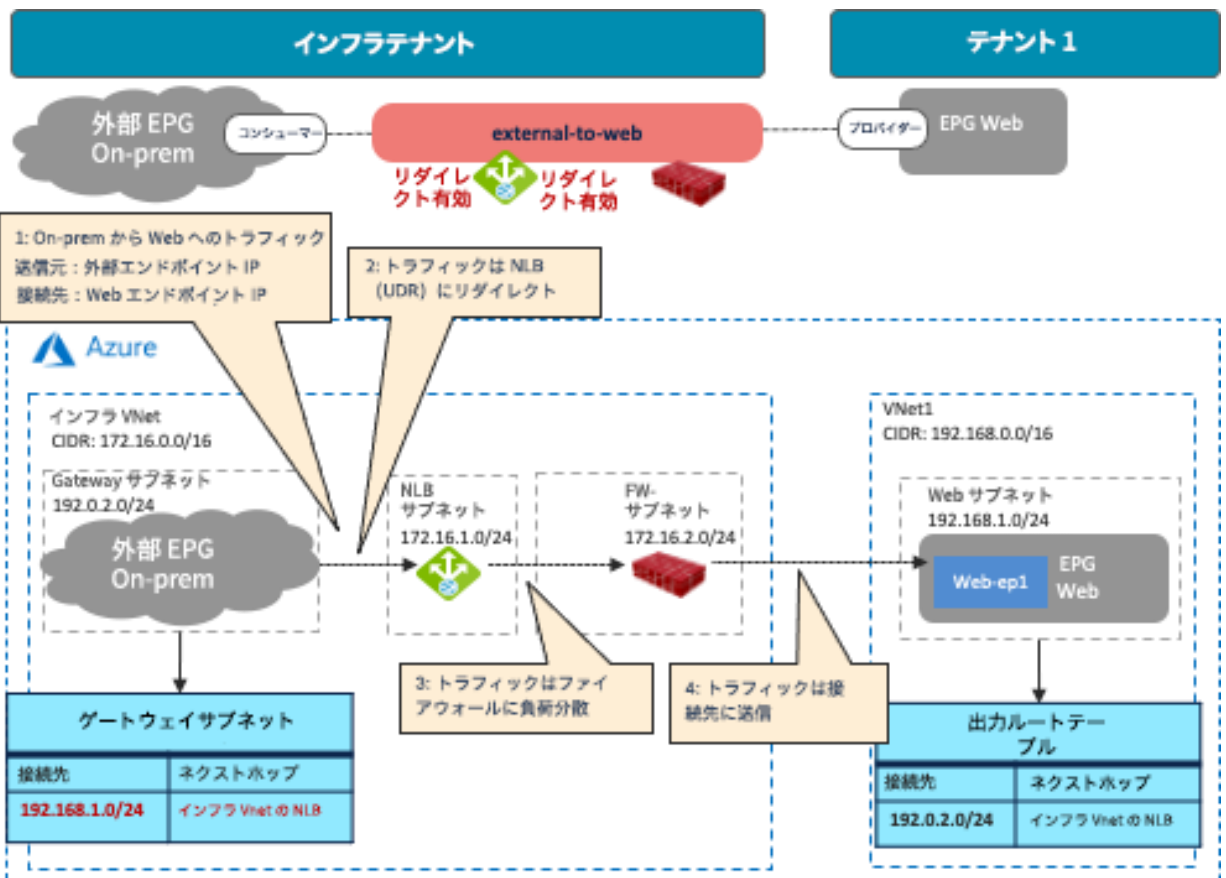 インフラテナント
テナント 1
外部 EPG
On-prem
コンシューマー
external-to-web
プロバイダー
EPG Web
リダイレ
クト有効
リダイレ
クト有効
1: On-prem から Web へのトラフィック
送信元：外部エンドポイント IP
接続先：Web エンドポイント IP
2: トラフィックは NLB
（UDR）にリダイレクト
Azure
インフラ VNet
CIDR: 172.16.0.0/16
Gateway サブネット
192.0.2.0/24
外部 EPG
On-prem
NLB
サブネット
172.16.1.0/24
FW-
サブネット
172.16.2.0/24
VNet1
CIDR: 192.168.0.0/16
Web サブネット
192.168.1.0/24
Web-ep1
EPG
Web
3: トラフィックはファイ
アウォールに負荷分散
4: トラフィックは接
続先に送信
ゲートウェイサブネット
接続先
ネクストホップ
192.168.1.0/24
インフラ Vnet の NLB
出力ルートテー
ブル
接続先
ネクストホップ
192.0.2.0/24
インフラ Vnet の NLB